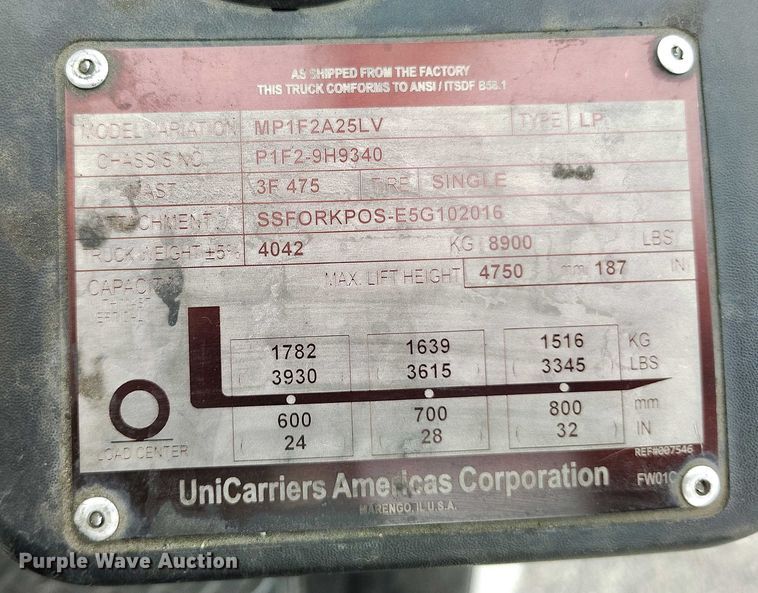 AS SHIPPED FROM THE FACTORY
THIS TRUCK CONFORMS TO ANSI / ITSDF B56.1
MODEL VARIATION MP1F2A25LV TYPE LP
CHASSIS NO. P1F2-9H9340
3F 475 TIRE SINGLE
SSFORKPOS-E5G102016
TRUCK WEIGHT ±5% 4042 KG 8900 LBS
CAPACITY MAX. LIFT HEIGHT 4750 mm 187 IN
1782 1639 1516 KG
3930 3615 3345 LBS
600 700 800 mm
24 28 32 IN
LOAD CENTER
REF#007546
UniCarriers Americas Corporation
MARENGO, IL U.S.A.
Purple Wave Auction